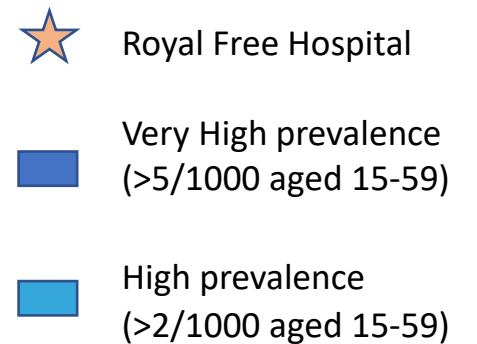 Royal Free Hospital
Very High prevalence
(>5/1000 aged 15-59)
High prevalence
(>2/1000 aged 15-59)